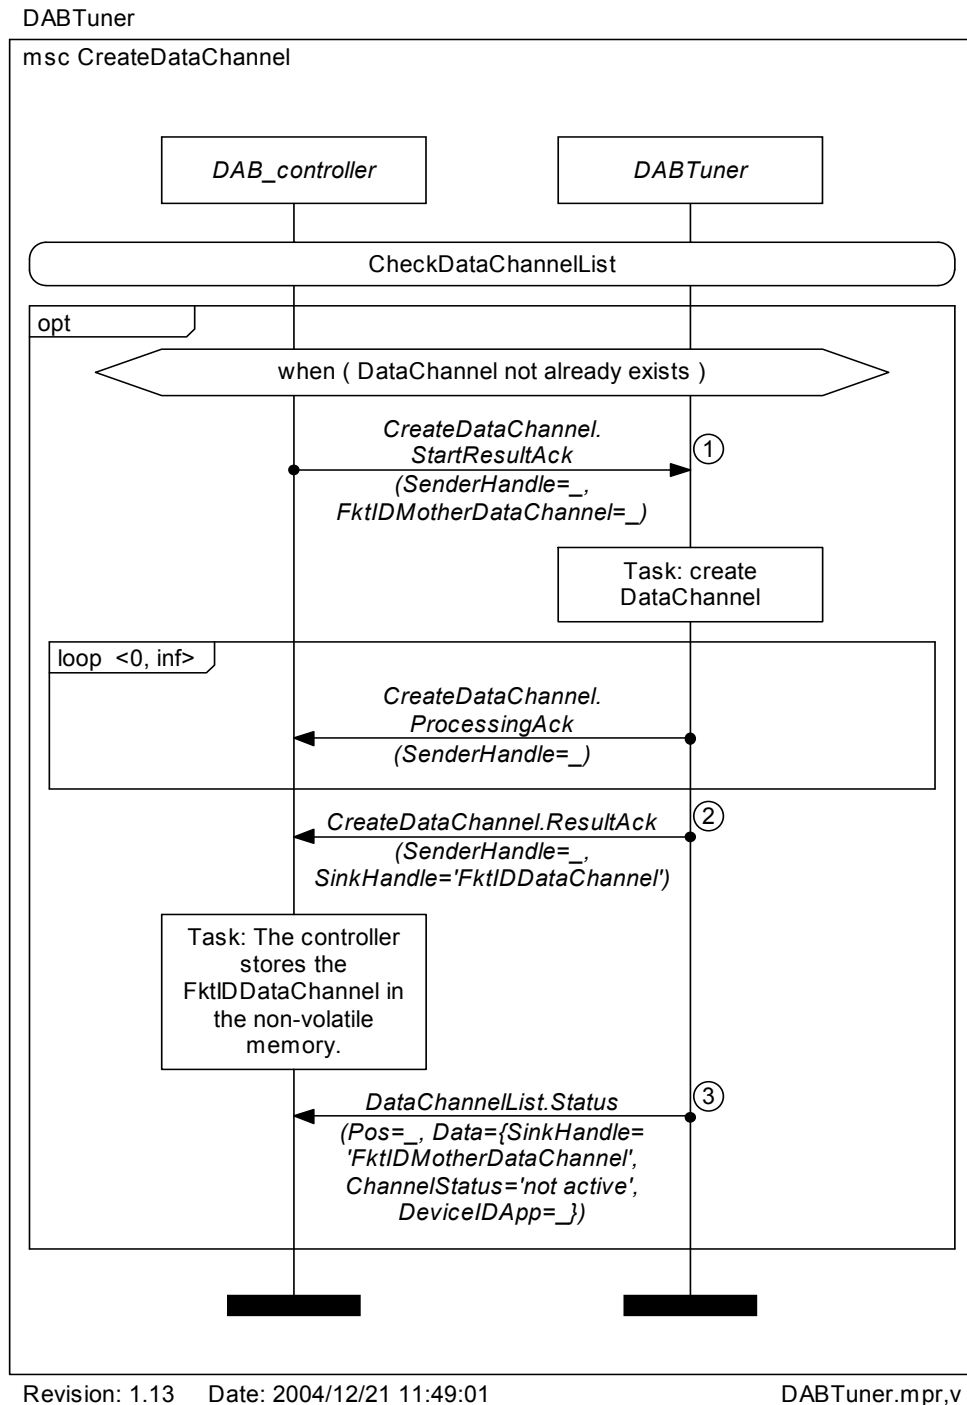 DABTuner
msc CreateDataChannel
DAB_controller
DABTuner
CheckDataChannelList
opt
when ( DataChannel not already exists )
CreateDataChannel.
StartResultAck
1
(SenderHandle=_,
FktIDMotherDataChannel=_)
Task: create
DataChannel
loop <0, inf>
CreateDataChannel.
ProcessingAck
(SenderHandle=_)
CreateDataChannel.ResultAck
2
(SenderHandle=_,
SinkHandle='FktIDDataChannel')
Task: The controller
stores the
FktIDDataChannel in
the non-volatile
memory.
DataChannelList.Status
3
(Pos=_, Data={SinkHandle=
'FktIDMotherDataChannel',
ChannelStatus='not active',
DeviceIDApp=_})
Revision: 1.13 Date: 2004/12/21 11:49:01
DABTuner.mpr,v